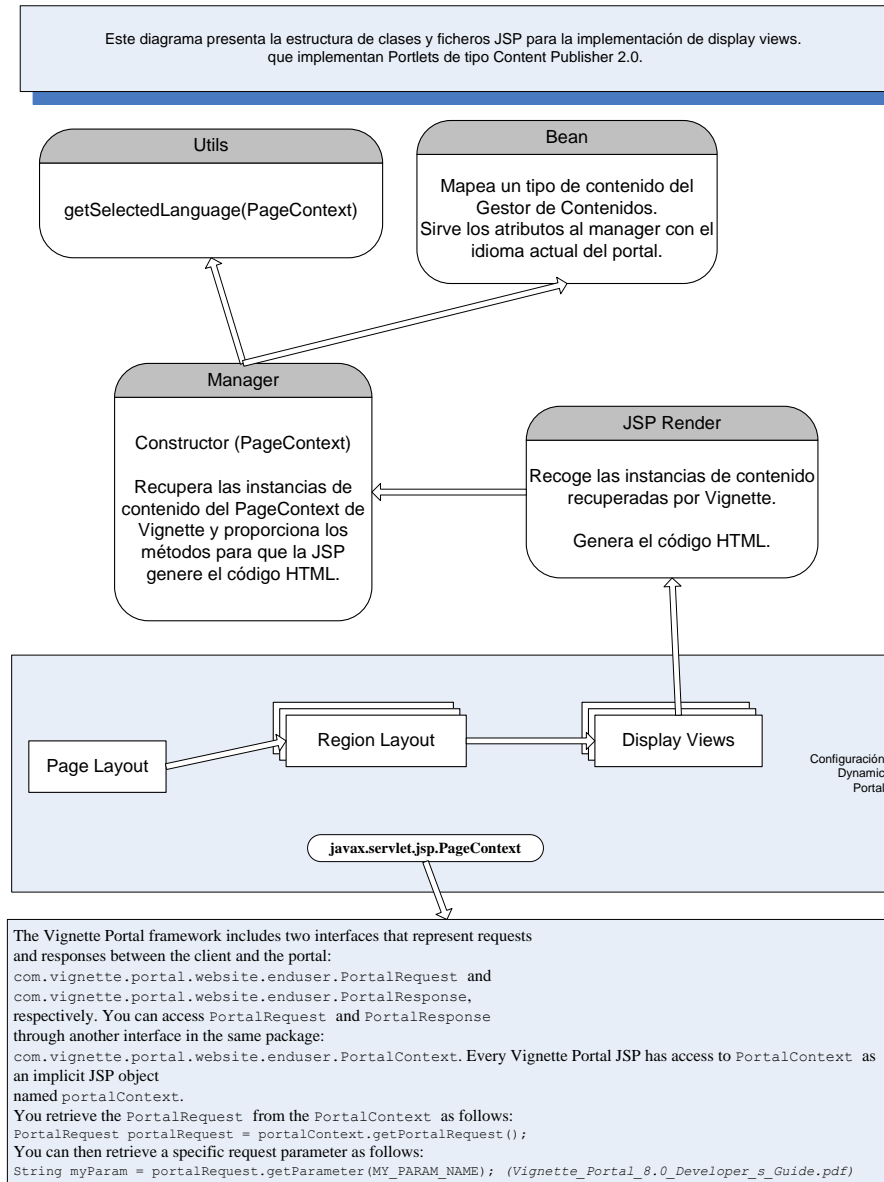 Este diagrama presenta la estructura de clases y ficheros JSP para la implementación de display views.
que implementan Portlets de tipo Content Publisher 2.0.
Utils
getSelectedLanguage(PageContext)
Bean
Mapea un tipo de contenido del
Gestor de Contenidos.
Sirve los atributos al manager con el
idioma actual del portal.
Manager
Constructor (PageContext)
Recupera las instancias de
contenido del PageContext de
Vignette y proporciona los
métodos para que la JSP
genere el código HTML.
JSP Render
Recoge las instancias de contenido
recuperadas por Vignette.
Genera el código HTML.
Page Layout
Region Layout
Display Views
Configuración
Dynamic
Portal
javax.servlet.jsp.PageContext
The Vignette Portal framework includes two interfaces that represent requests
and responses between the client and the portal:
com.vignette.portal.website.enduser.PortalRequest and
com.vignette.portal.website.enduser.PortalResponse,
respectively. You can access PortalRequest and PortalResponse
through another interface in the same package:
com.vignette.portal.website.enduser.PortalContext. Every Vignette Portal JSP has access to PortalContext as
an implicit JSP object
named portalContext.
You retrieve the PortalRequest from the PortalContext as follows:
PortalRequest portalRequest = portalContext.getPortalRequest();
You can then retrieve a specific request parameter as follows:
String myParam = portalRequest.getParameter(MY_PARAM_NAME); (Vignette_Portal_8.0_Developer_s_Guide.pdf)